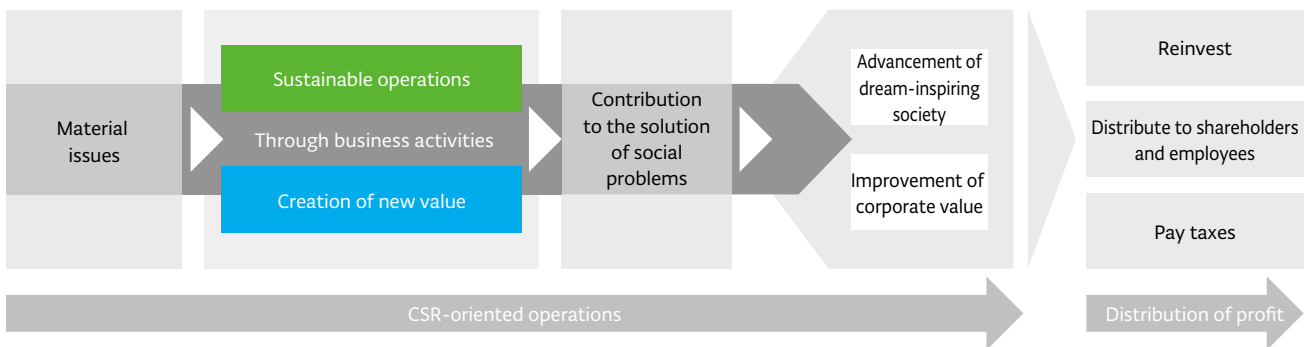 Material
issues
Sustainable operations
Through business activities
Creation of new value
Contribution
to the solution
of social
problems
Advancement of
dream-inspiring
society
Improvement of
corporate value
Reinvest
Distribute to shareholders
and employees
Pay taxes
CSR-oriented operations
Distribution of profit